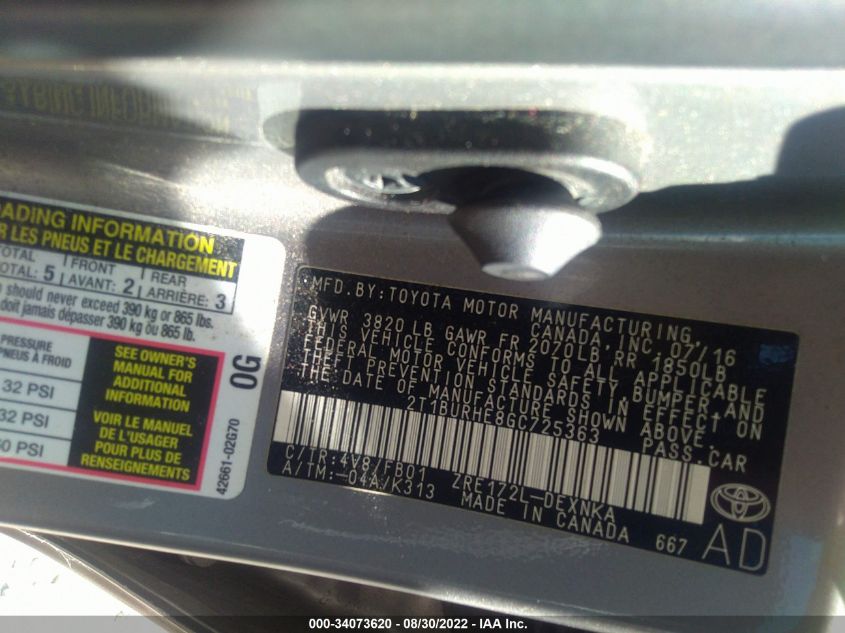 OADING INFORMATION
R LES PNEUS ET LE CHARGEMENT
TOTAL
TOTAL: 5
FRONT
AVANT: 2
REAR
ARRIÈRE: 3
should never exceed 390 kg or 865 lbs.
doit jamais dépasser 390 kg ou 865 lb.
PRESSURE
PNEUS À FROID
32 PSI
32 PSI
60 PSI
SEE OWNER'S
MANUAL FOR
ADDITIONAL
INFORMATION
VOIR LE MANUEL
DE L'USAGER
POUR PLUS DE
RENSEIGNEMENTS
0G
42661-02G70
MFD. BY: TOYOTA MOTOR MANUFACTURING,
CANADA, INC. 07/16
GVWR 3820 LB GAWR FR 2070LB RR 1850LB
THIS VEHICLE CONFORMS TO ALL APPLICABLE
FEDERAL MOTOR VEHICLE SAFETY, BUMPER, AND
THEFT PREVENTION STANDARDS IN EFFECT ON
THE DATE OF MANUFACTURE SHOWN ABOVE.
2T1BURHE8GC725363 PASS.CAR
C/TR: 4V8/FB01
A/TM: -04A/K313
ZRE172L-DEXNKA
MADE IN CANADA
667
AD
000-34073620 - 08/30/2022 - IAA Inc.